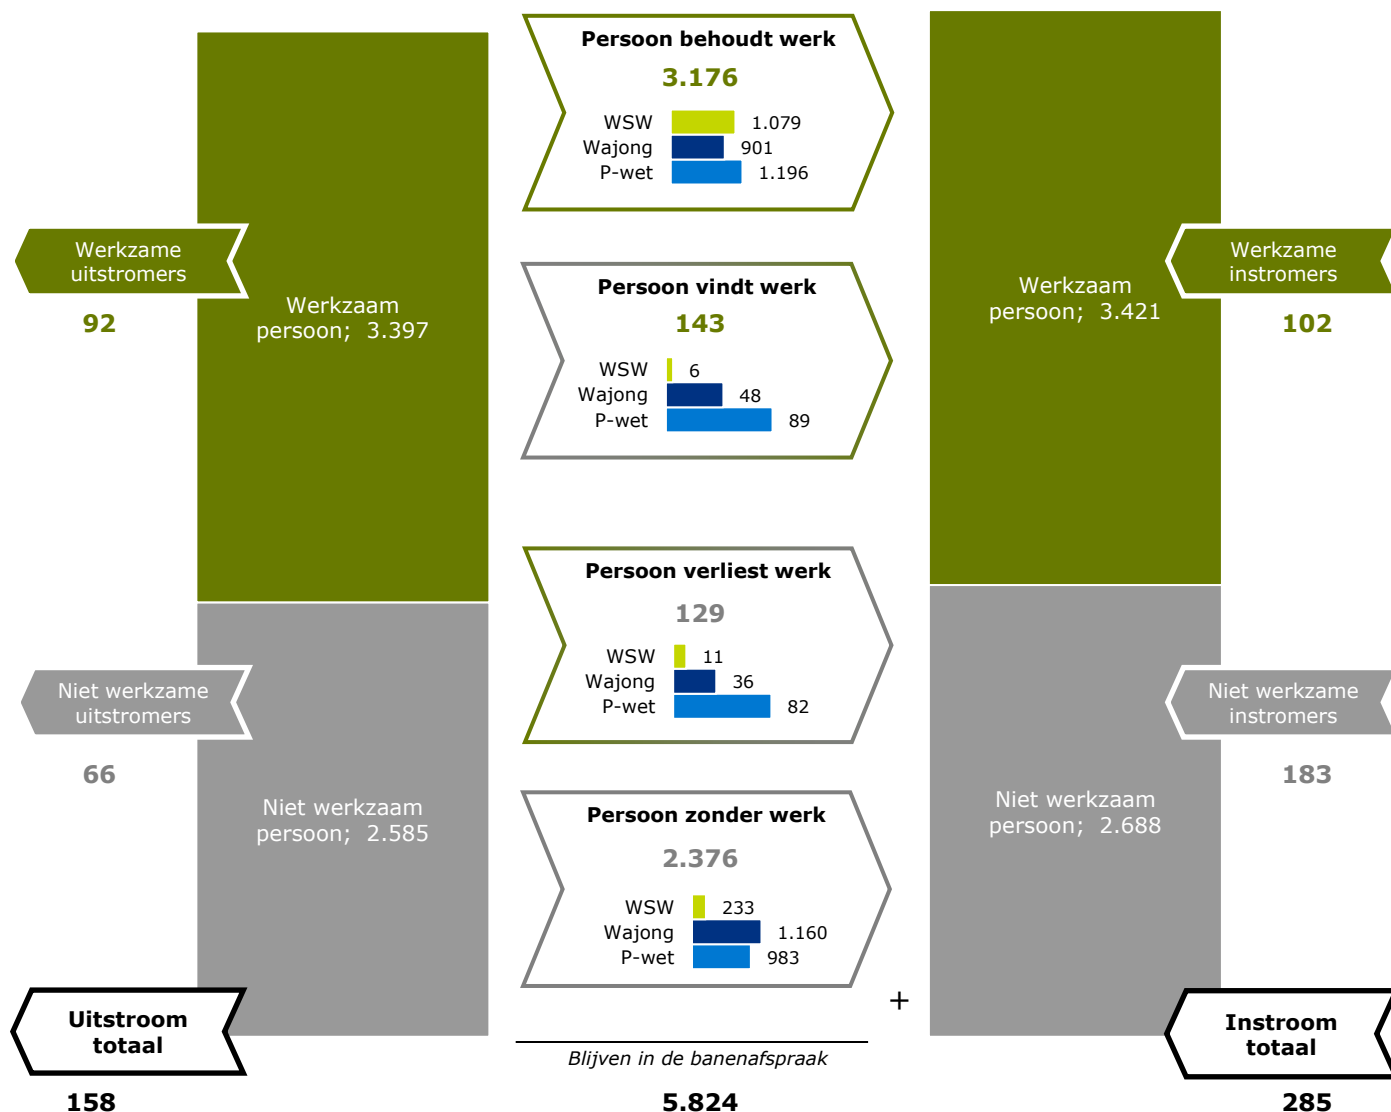 Werkzame
uitstromers
92
Werkzaam
persoon;  3.397
Niet werkzame
uitstromers
66
Niet werkzaam
persoon;  2.585
Uitstroom
totaal
158
Persoon behoudt werk
3.176
WSW 1.079
Wajong 901
P-wet 1.196
Persoon vindt werk
143
WSW 6
Wajong 48
P-wet 89
Persoon verliest werk
129
WSW 11
Wajong 36
P-wet 82
Persoon zonder werk
2.376
WSW 233
Wajong 1.160
P-wet 983
+
Blijven in de banenafspraak
5.824
Werkzaam
persoon;  3.421
Werkzame
instromers
102
Niet werkzaam
persoon;  2.688
Niet werkzame
instromers
183
Instroom
totaal
285